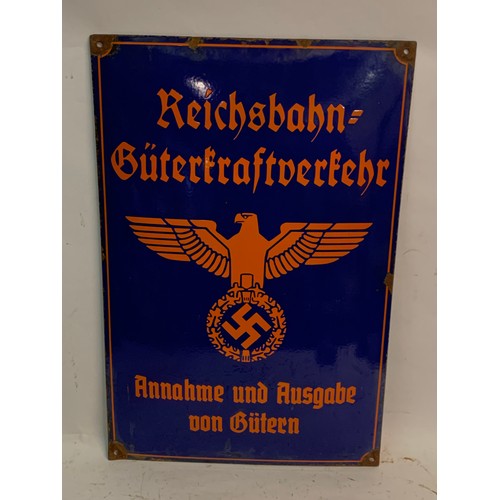 Reichsbahn=
Güterkraftverkehr
Annahme und Ausgabe
von Gütern